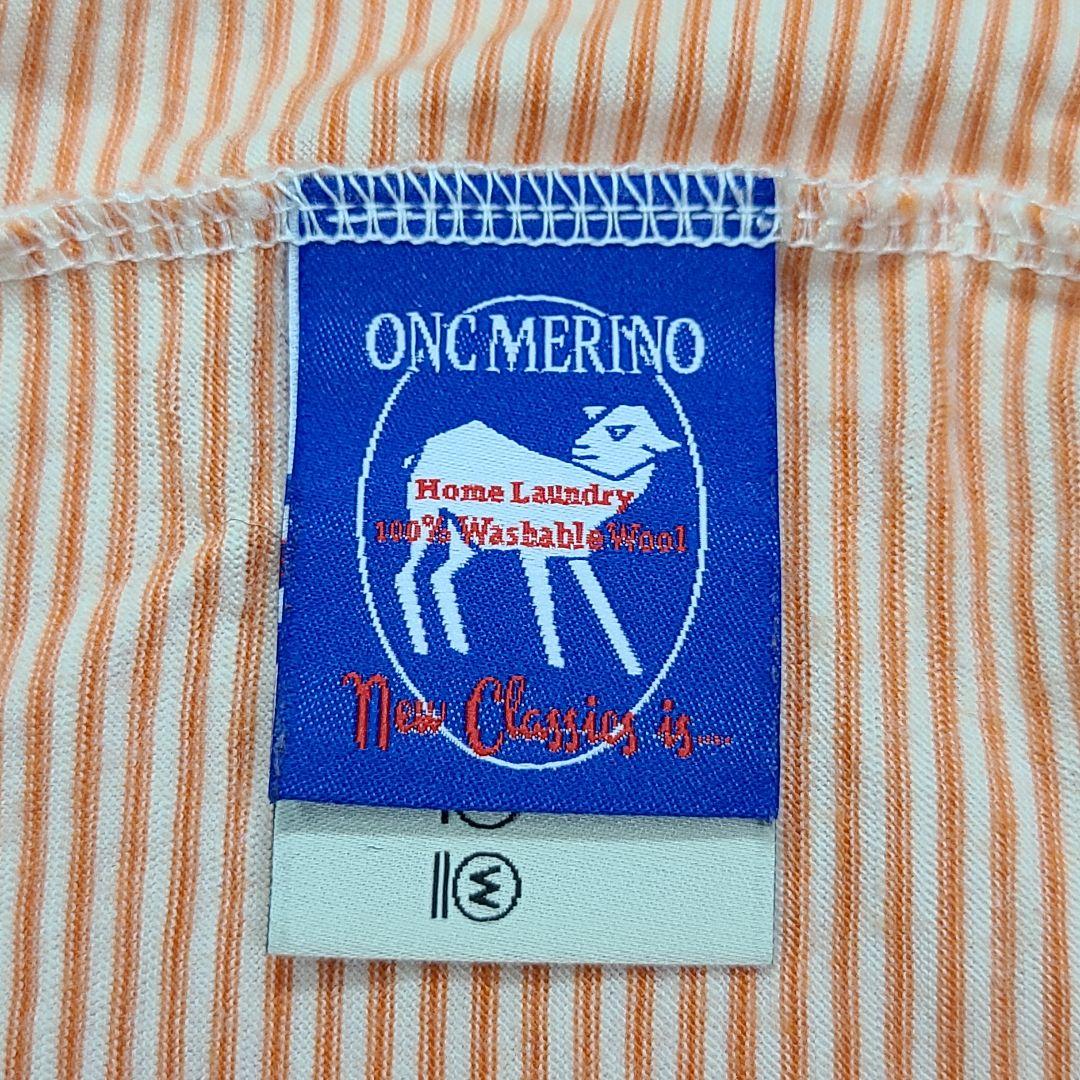 ONC MERINO
Home Laundry
100% Washable Wool
New Classics is.....
W